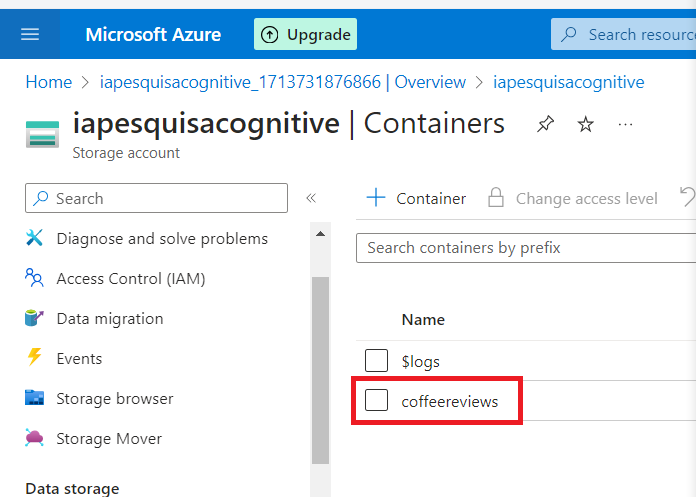 Microsoft Azure
Upgrade
Search resourc
Home > iapesquisacognitive_1713731876866 | Overview > iapesquisacognitive
iapesquisacognitive | Containers
Storage account
Search
Container
Change access level
Diagnose and solve problems
Search containers by prefix
Access Control (IAM)
Data migration
Name
Events
$logs
Storage browser
coffeereviews
Storage Mover
Data storage